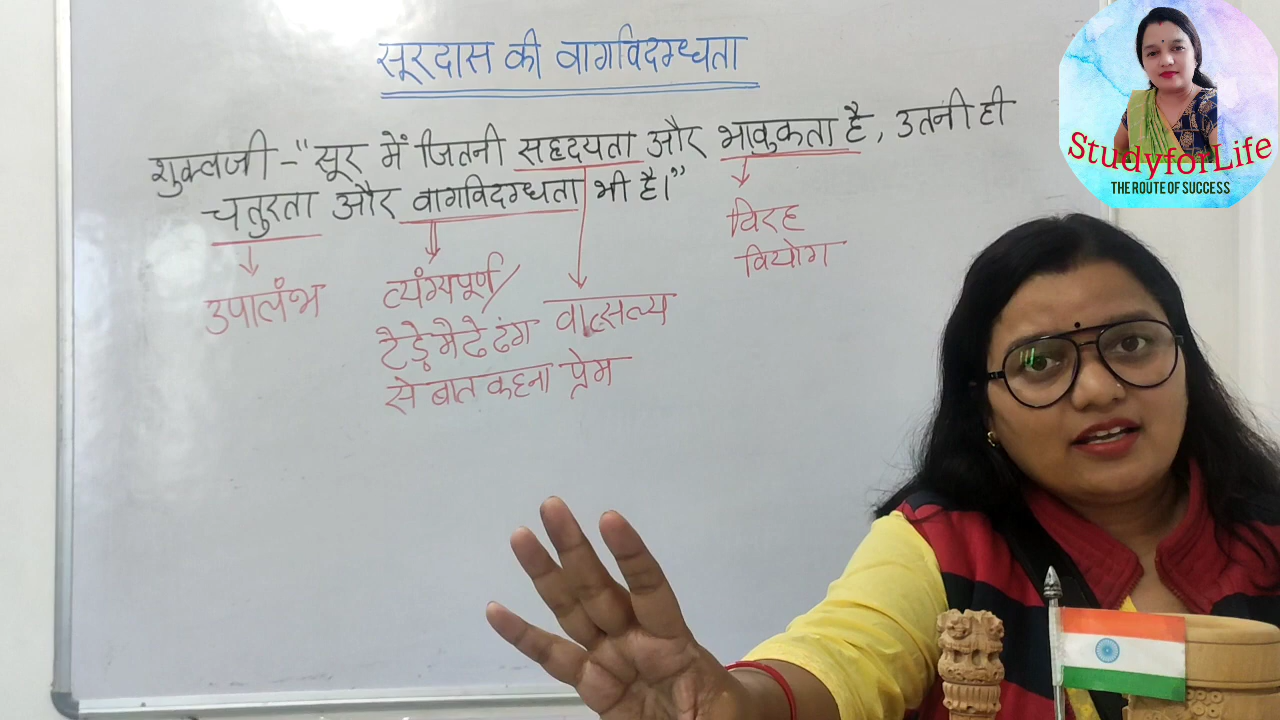 सूरदास की वागविदग्धता
शुक्लजी - "सूर में जितनी सहृदयता और भावुकता है, उतनी ही
चतुरता और वागविदग्धता भी है।"
उपालंभ
व्यंग्यपूर्ण/
टेड़े मेढे ढंग
से बात कहना
वात्सल्य
प्रेम
विरह
वियोग
StudyforLife
THE ROUTE OF SUCCESS